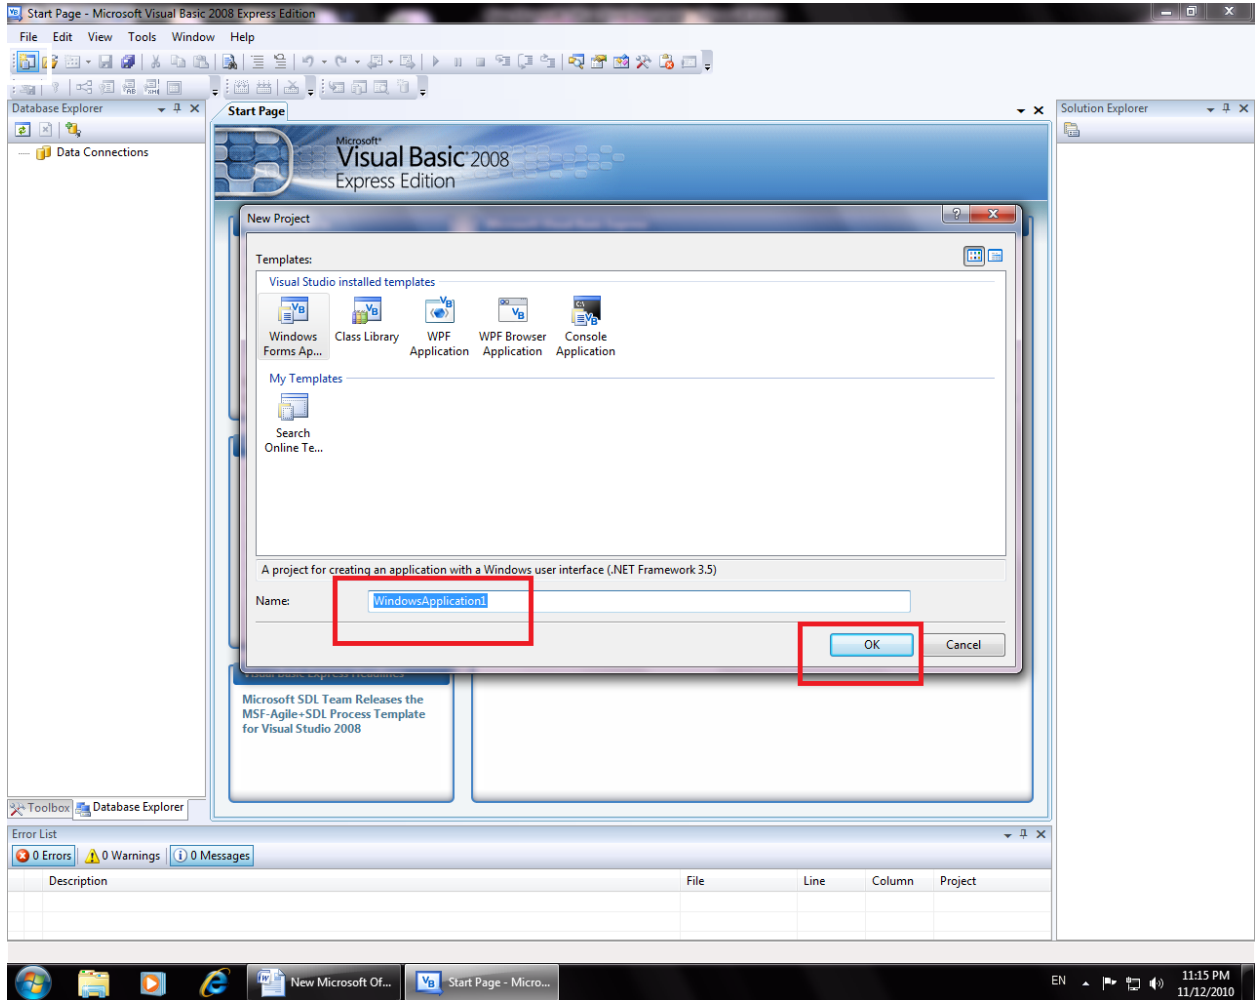 Start Page - Microsoft Visual Basic 2008 Express Edition
File Edit View Tools Window Help
Database Explorer
Start Page
Solution Explorer
Data Connections
Microsoft®
Visual Basic® 2008
Express Edition
New Project
Templates:
Visual Studio installed templates
Windows Forms Ap...
Class Library
WPF Application
WPF Browser Application
Console Application
My Templates
Search Online Te...
A project for creating an application with a Windows user interface (.NET Framework 3.5)
Name: WindowsApplication1
OK Cancel
Visual Basic Express Headlines
Microsoft SDL Team Releases the
MSF-Agile+SDL Process Template
for Visual Studio 2008
Toolbox Database Explorer
Error List
0 Errors 0 Warnings 0 Messages
Description File Line Column Project
New Microsoft Of... Start Page - Micro... EN 11:15 PM
11/12/2010